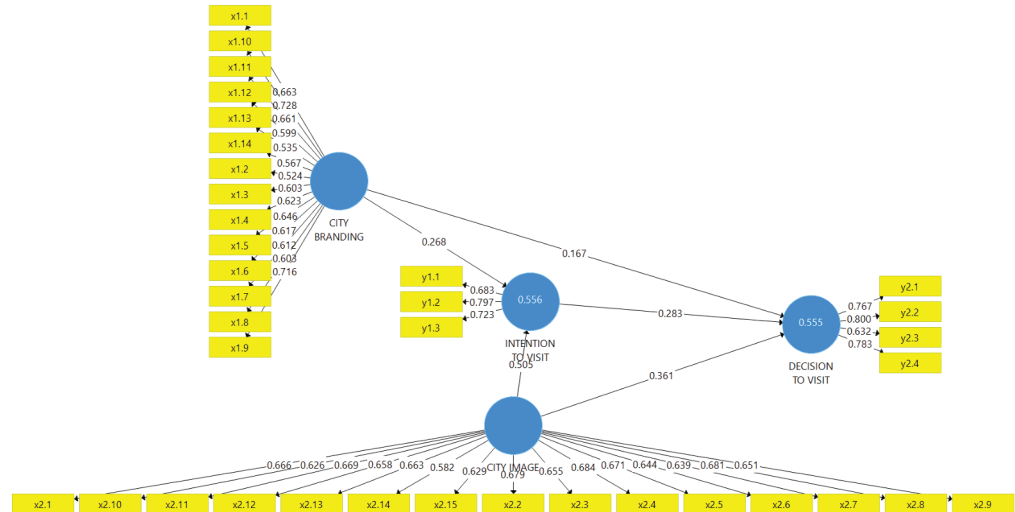 x1.1
x1.10
x1.11
x1.12
x1.13
x1.14
x1.2
x1.3
x1.4
x1.5
x1.6
x1.7
x1.8
x1.9
0.663
0.728
0.661
0.599
0.535
0.567
0.524
0.603
0.623
0.646
0.617
0.612
0.603
0.716
CITY
BRANDING
0.268
0.167
y1.1
y1.2
y1.3
0.683
0.797
0.723
0.556
INTENTION
TO VISIT
0.505
0.283
0.361
0.555
DECISION
TO VISIT
0.767
0.800
0.632
0.783
y2.1
y2.2
y2.3
y2.4
CITY IMAGE
0.666 0.626 0.669 0.658 0.663 0.582 0.629 0.679 0.655 0.684 0.671 0.644 0.639 0.681 0.651
x2.1 x2.10 x2.11 x2.12 x2.13 x2.14 x2.15 x2.2 x2.3 x2.4 x2.5 x2.6 x2.7 x2.8 x2.9